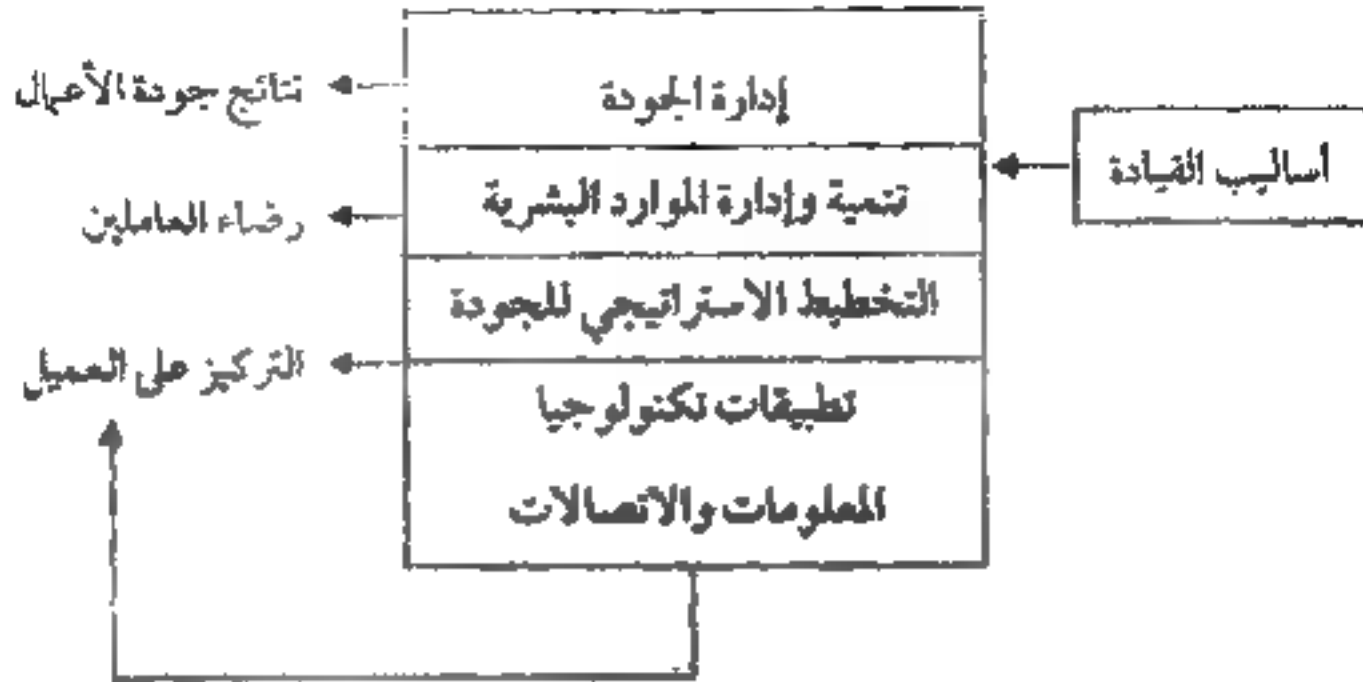 أساليب القيادة
إدارة الجودة
تنمية وإدارة الموارد البشرية
التخطيط الاستراتيجي للجودة
تطبيقات تكنولوجيا
المعلومات والاتصالات
نتائج جودة الأعمال
رضاء العاملين
التركيز على العميل